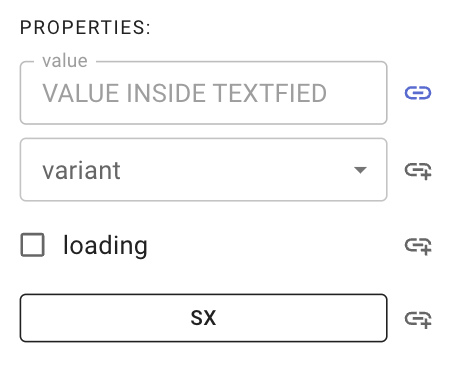 PROPERTIES:
value
VALUE INSIDE TEXTFIED
variant
loading
SX